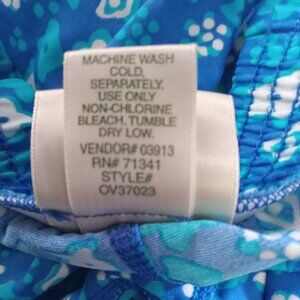 MACHINE WASH
COLD,
SEPARATELY.
USE ONLY
NON-CHLORINE
BLEACH. TUMBLE
DRY LOW.
VENDOR# 03913
RN# 71341
STYLE#
OV37023